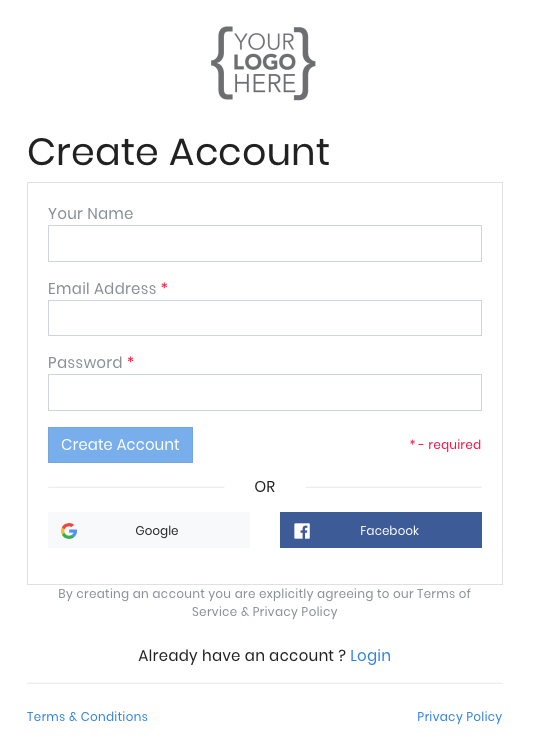 YOUR
LOGO
HERE
Create Account
Your Name
Email Address *
Password *
Create Account
* - required
OR
Google
Facebook
By creating an account you are explicitly agreeing to our Terms of
Service & Privacy Policy
Already have an account ? Login
Terms & Conditions
Privacy Policy